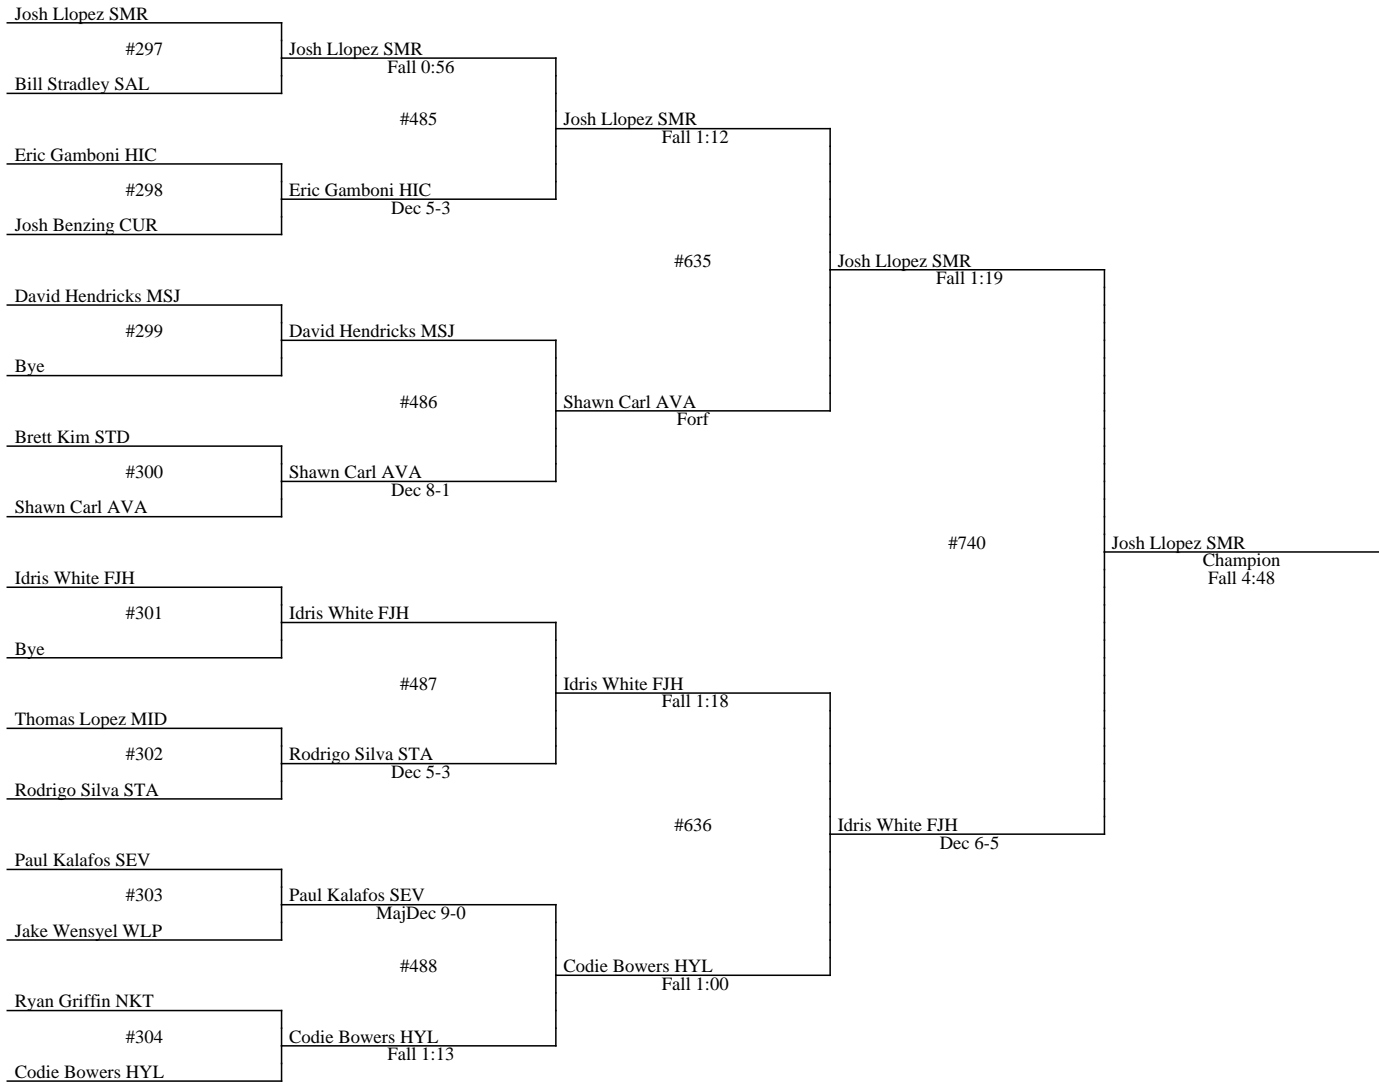 Josh Llopez SMR
#297
Josh Llopez SMR
Fall 0:56
Bill Stradley SAL
#485
Josh Llopez SMR
Fall 1:12
Eric Gamboni HIC
#298
Eric Gamboni HIC
Dec 5-3
Josh Benzing CUR
#635
Josh Llopez SMR
Fall 1:19
David Hendricks MSJ
#299
David Hendricks MSJ
Bye
#486
Shawn Carl AVA
Forf
Brett Kim STD
#300
Shawn Carl AVA
Dec 8-1
Shawn Carl AVA
#740
Josh Llopez SMR
Champion
Fall 4:48
Idris White FJH
#301
Idris White FJH
Bye
#487
Idris White FJH
Fall 1:18
Thomas Lopez MID
#302
Rodrigo Silva STA
Dec 5-3
Rodrigo Silva STA
#636
Idris White FJH
Dec 6-5
Paul Kalafos SEV
#303
Paul Kalafos SEV
MajDec 9-0
Jake Wensyel WLP
#488
Codie Bowers HYL
Fall 1:00
Ryan Griffin NKT
#304
Codie Bowers HYL
Fall 1:13
Codie Bowers HYL